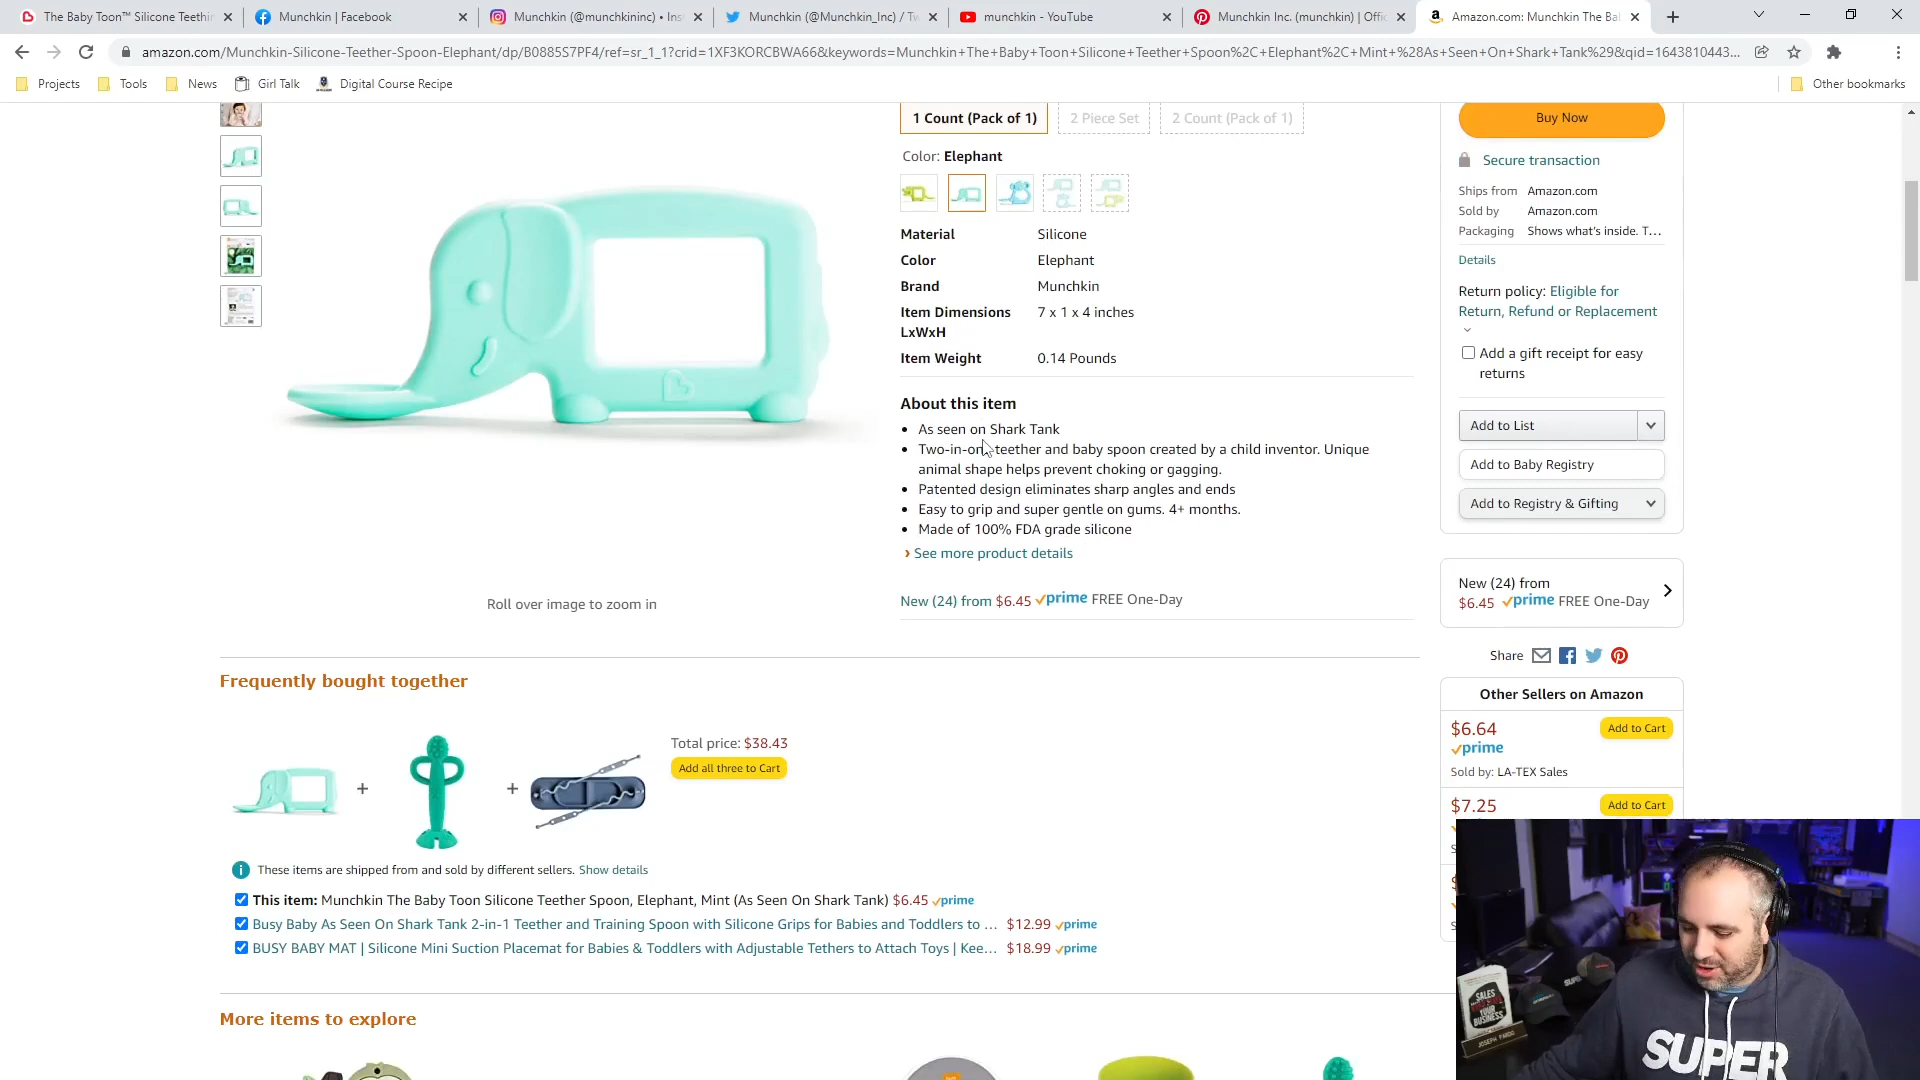 The Baby Toon™ Silicone Teethin
Munchkin | Facebook
Munchkin (@munchkininc) • Ins
Munchkin (@Munchkin_Inc) / Tw
munchkin - YouTube
Munchkin Inc. (munchkin) | Offic
Amazon.com: Munchkin The Ba
amazon.com/Munchkin-Silicone-Teether-Spoon-Elephant/dp/B0885S7PF4/ref=sr_1_1?crid=1XF3KORCBWA66&keywords=Munchkin+The+Baby+Toon+Silicone+Teether+Spoon%2C+Elephant%2C+Mint+%28As+Seen+On+Shark+Tank%29&qid=1643810443...
Projects
Tools
News
Girl Talk
Digital Course Recipe
Other bookmarks
1 Count (Pack of 1)
2 Piece Set
2 Count (Pack of 1)
Color: Elephant
Material Silicone
Color Elephant
Brand Munchkin
Item Dimensions 7 x 1 x 4 inches
LxWxH
Item Weight 0.14 Pounds
About this item
• As seen on Shark Tank
• Two-in-one teether and baby spoon created by a child inventor. Unique
animal shape helps prevent choking or gagging.
• Patented design eliminates sharp angles and ends
• Easy to grip and super gentle on gums. 4+ months.
• Made of 100% FDA grade silicone
› See more product details
New (24) from $6.45 prime FREE One-Day
Roll over image to zoom in
Buy Now
Secure transaction
Ships from Amazon.com
Sold by Amazon.com
Packaging Shows what's inside. T...
Details
Return policy: Eligible for
Return, Refund or Replacement
Add a gift receipt for easy
returns
Add to List
Add to Baby Registry
Add to Registry & Gifting
New (24) from
$6.45 prime FREE One-Day
Share
Other Sellers on Amazon
$6.64 Add to Cart
prime
Sold by: LA-TEX Sales
$7.25 Add to Cart
Frequently bought together
+
+
Total price: $38.43
Add all three to Cart
These items are shipped from and sold by different sellers. Show details
This item: Munchkin The Baby Toon Silicone Teether Spoon, Elephant, Mint (As Seen On Shark Tank) $6.45 prime
Busy Baby As Seen On Shark Tank 2-in-1 Teether and Training Spoon with Silicone Grips for Babies and Toddlers to ... $12.99 prime
BUSY BABY MAT | Silicone Mini Suction Placemat for Babies & Toddlers with Adjustable Tethers to Attach Toys | Kee... $18.99 prime
More items to explore
SALES
YOUR
BUSINESS
JOSEPH PARDO
SUPER